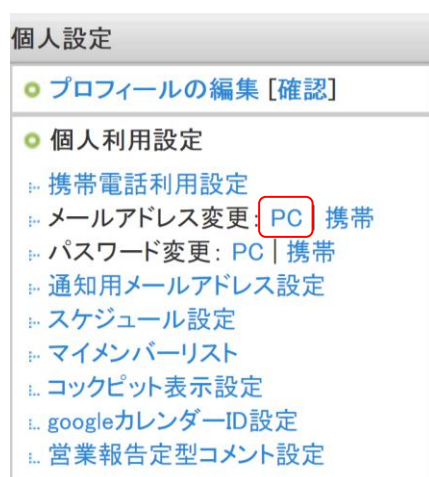 個人設定
プロフィールの編集 [確認]
個人利用設定
携帯電話利用設定
メールアドレス変更: PC | 携帯
パスワード変更: PC | 携帯
通知用メールアドレス設定
スケジュール設定
マイメンバーリスト
コックピット表示設定
googleカレンダーID設定
営業報告定型コメント設定